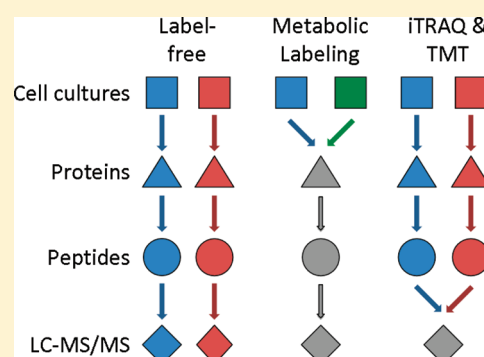 Label-
free
Metabolic
Labeling
iTRAQ &
TMT
Cell cultures
Proteins
Peptides
LC-MS/MS